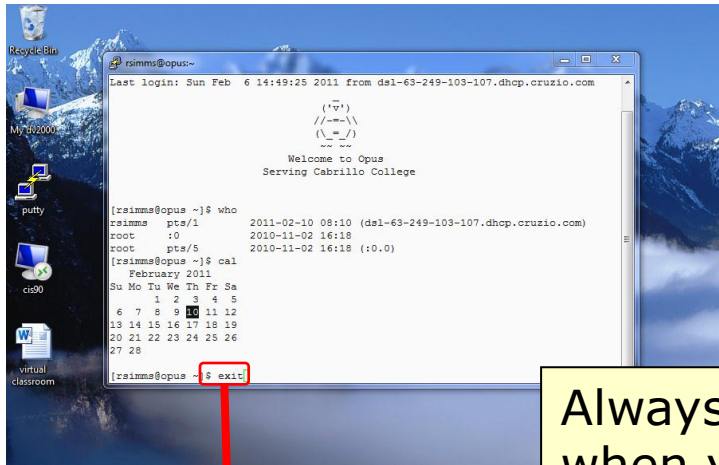 Recycle Bin
My dv2000
putty
cis90
virtual
classroom
rsimms@opus:~
Last login: Sun Feb  6 14:49:25 2011 from dsl-63-249-103-107.dhcp.cruzio.com
_
('v')
//-=-\\
(\_=_/)
~~ ~~
Welcome to Opus
Serving Cabrillo College
[rsimms@opus ~]$ who
rsimms   pts/1        2011-02-10 08:10 (dsl-63-249-103-107.dhcp.cruzio.com)
root     :0           2010-11-02 16:18
root     pts/5        2010-11-02 16:18 (:0.0)
[rsimms@opus ~]$ cal
February 2011
Su Mo Tu We Th Fr Sa
1  2  3  4  5
6  7  8  9 10 11 12
13 14 15 16 17 18 19
20 21 22 23 24 25 26
27 28
[rsimms@opus ~]$ exit
Always
when